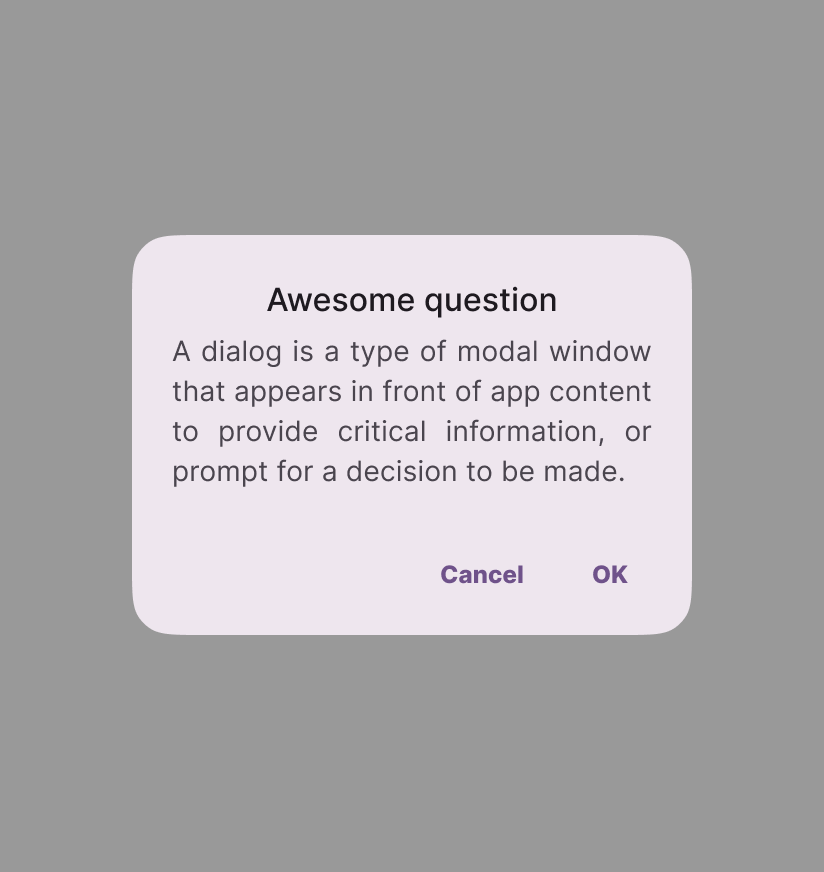 Awesome question
A dialog is a type of modal window
that appears in front of app content
to provide critical information, or
prompt for a decision to be made.
Cancel OK